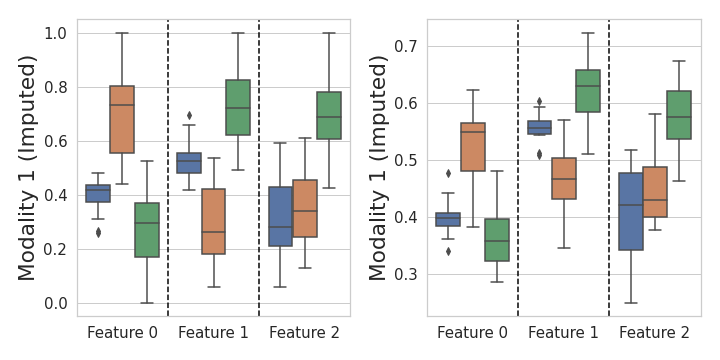 Modality 1 (Imputed)
1.0
0.8
0.6
0.4
0.2
0.0
Feature 0
Feature 1
Feature 2
Modality 1 (Imputed)
0.7
0.6
0.5
0.4
0.3
Feature 0
Feature 1
Feature 2